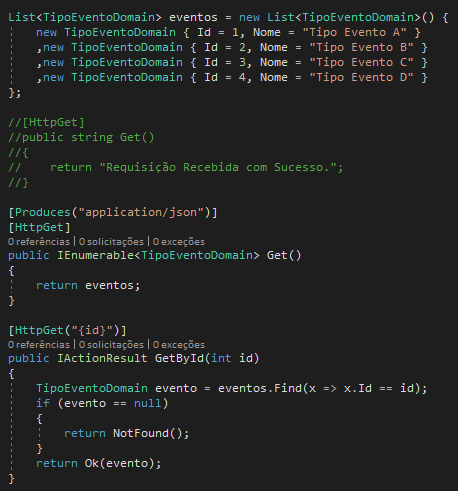 List<TipoEventoDomain> eventos = new List<TipoEventoDomain>() {
    new TipoEventoDomain { Id = 1, Nome = "Tipo Evento A" }
    ,new TipoEventoDomain { Id = 2, Nome = "Tipo Evento B" }
    ,new TipoEventoDomain { Id = 3, Nome = "Tipo Evento C" }
    ,new TipoEventoDomain { Id = 4, Nome = "Tipo Evento D" }
};

//[HttpGet]
//public string Get()
//{
//    return "Requisição Recebida com Sucesso.";
//}

[Produces("application/json")]
[HttpGet]
0 referências | 0 solicitações | 0 exceções
public IEnumerable<TipoEventoDomain> Get()
{
    return eventos;
}

[HttpGet("{id}")]
0 referências | 0 solicitações | 0 exceções
public IActionResult GetById(int id)
{
    TipoEventoDomain evento = eventos.Find(x => x.Id == id);
    if (evento == null)
    {
        return NotFound();
    }
    return Ok(evento);
}